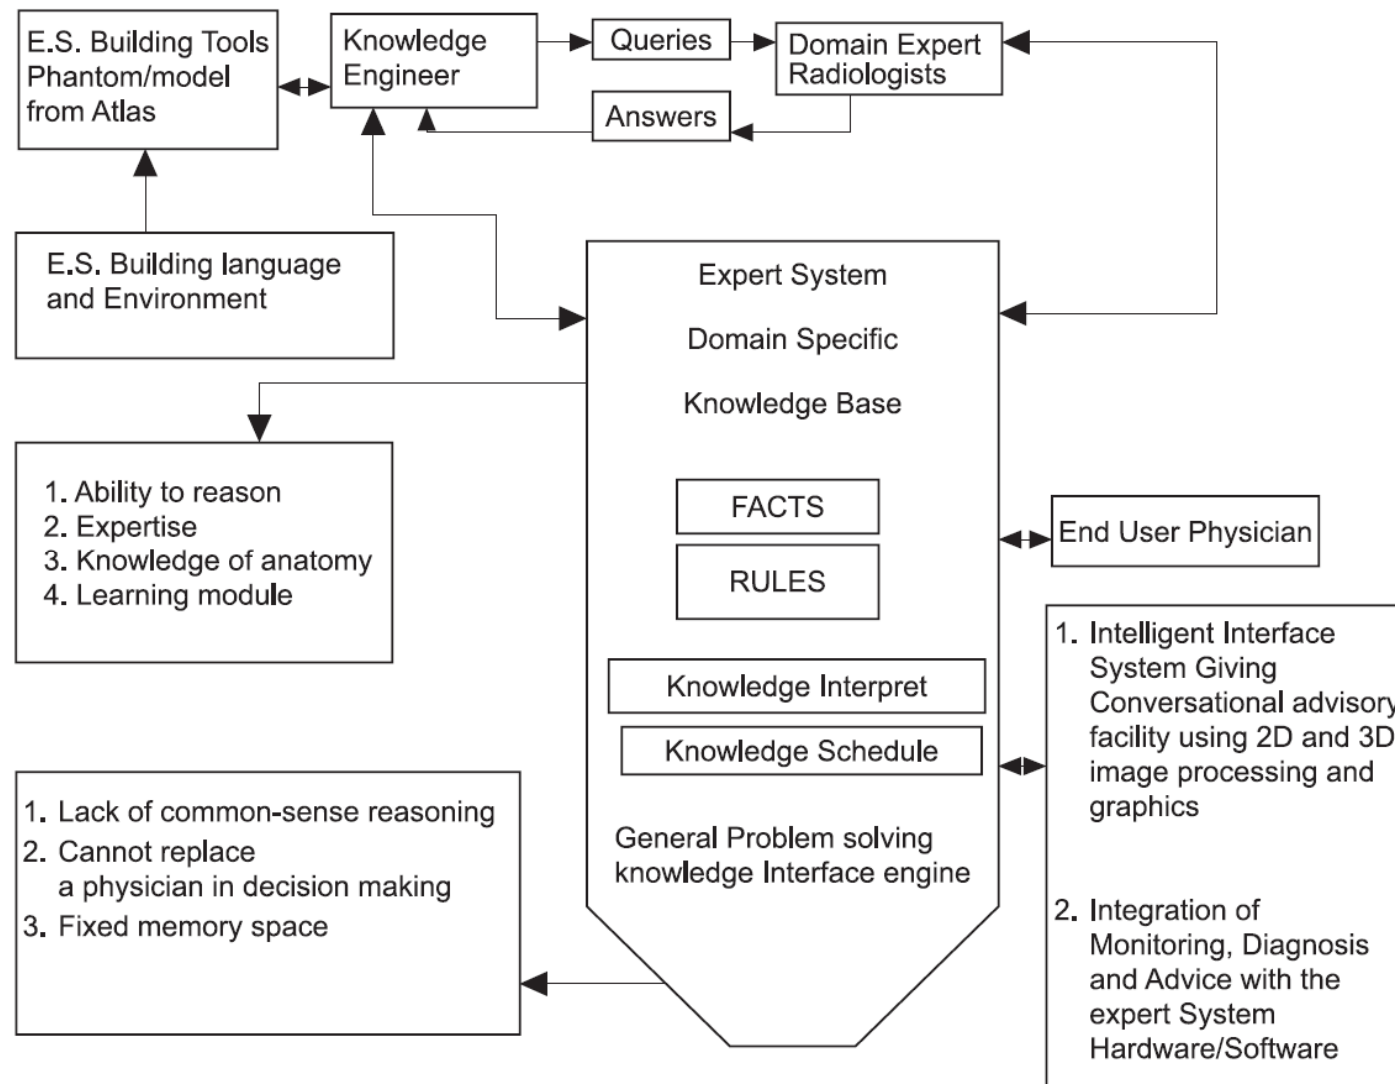 E.S. Building Tools
Phantom/model
from Atlas
Knowledge
Engineer
Queries
Answers
Domain Expert
Radiologists
E.S. Building language
and Environment
Expert System
Domain Specific
Knowledge Base
FACTS
RULES
Knowledge Interpret
Knowledge Schedule
General Problem solving
knowledge Interface engine
1. Ability to reason
2. Expertise
3. Knowledge of anatomy
4. Learning module
End User Physician
1. Intelligent Interface
System Giving
Conversational advisory
facility using 2D and 3D
image processing and
graphics
2. Integration of
Monitoring, Diagnosis
and Advice with the
expert System
Hardware/Software
1. Lack of common-sense reasoning
2. Cannot replace
a physician in decision making
3. Fixed memory space